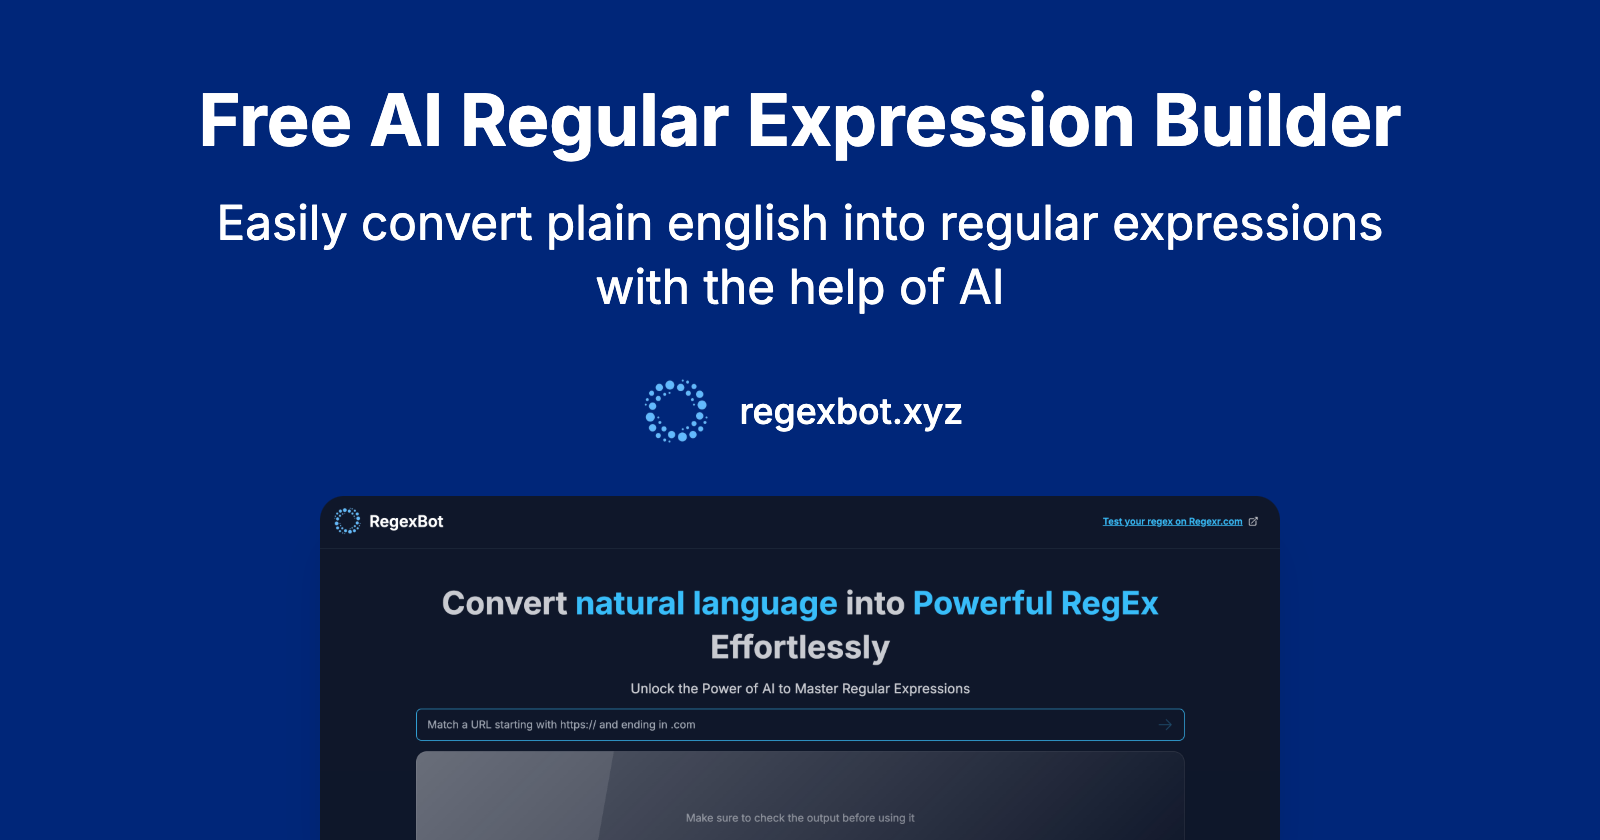 Free AI Regular Expression Builder
Easily convert plain english into regular expressions
with the help of AI
regexbot.xyz
RegexBot
Test your regex on Regexr.com
Convert natural language into Powerful RegEx
Effortlessly
Unlock the Power of AI to Master Regular Expressions
Match a URL starting with https:// and ending in .com
Make sure to check the output before using it